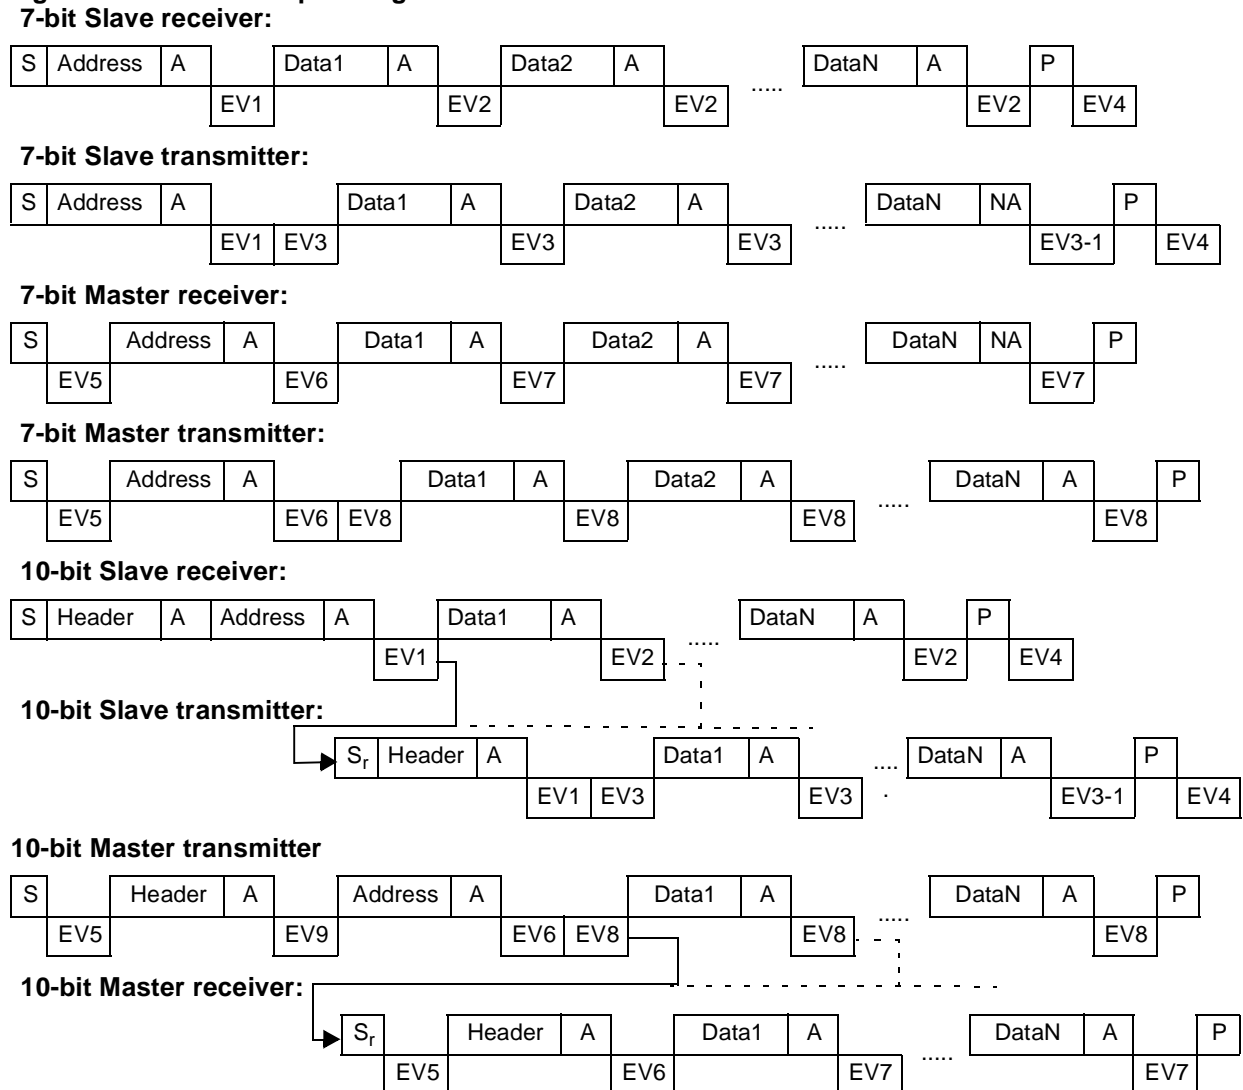 7-bit Slave receiver:
S Address A Data1 A Data2 A ..... DataN A P
EV1 EV2 EV2 EV2 EV4
7-bit Slave transmitter:
S Address A Data1 A Data2 A ..... DataN NA P
EV1 EV3 EV3 EV3 EV3-1 EV4
7-bit Master receiver:
S Address A Data1 A Data2 A ..... DataN NA P
EV5 EV6 EV7 EV7 EV7
7-bit Master transmitter:
S Address A Data1 A Data2 A ..... DataN A P
EV5 EV6 EV8 EV8 EV8 EV8
10-bit Slave receiver:
S Header A Address A Data1 A ..... DataN A P
EV1 EV2 EV2 EV4
10-bit Slave transmitter:
Sr Header A Data1 A .... DataN A P
EV1 EV3 EV3 . EV3-1 EV4
10-bit Master transmitter
S Header A Address A Data1 A ..... DataN A P
EV5 EV9 EV6 EV8 EV8 EV8
10-bit Master receiver:
Sr Header A Data1 A ..... DataN A P
EV5 EV6 EV7 EV7